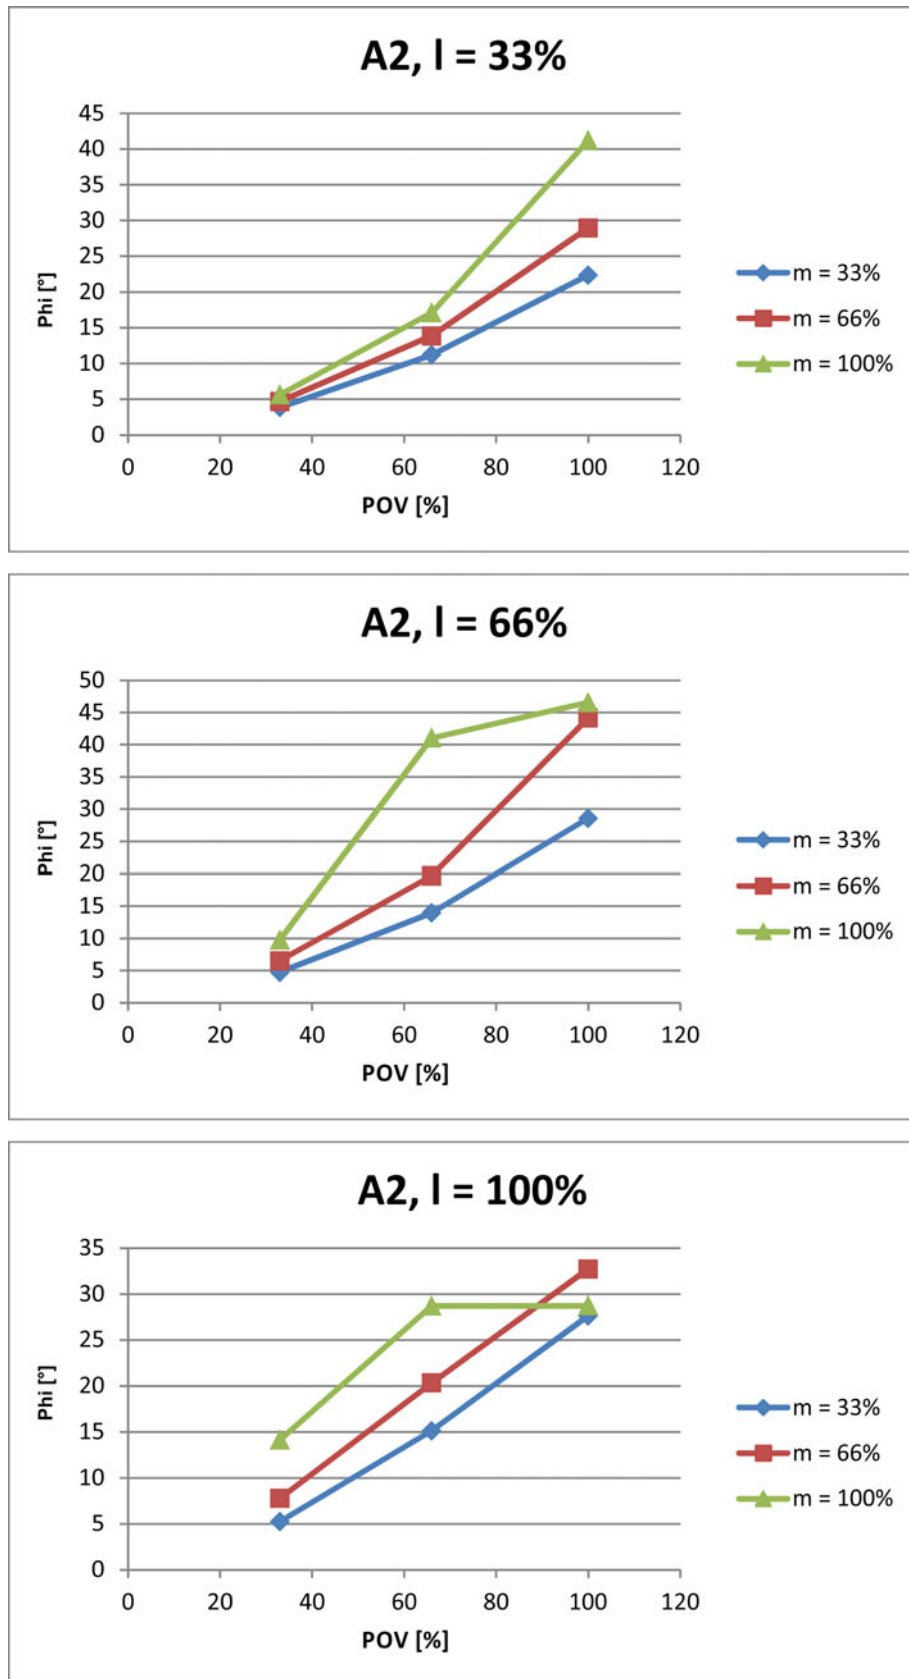 A2, l = 33%
45
40
35
30
25
20
15
10
5
0
Phi [°]
0 20 40 60 80 100 120
POV [%]
m = 33%
m = 66%
m = 100%
A2, l = 66%
50
45
40
35
30
25
20
15
10
5
0
Phi [°]
0 20 40 60 80 100 120
POV [%]
m = 33%
m = 66%
m = 100%
A2, l = 100%
35
30
25
20
15
10
5
0
Phi [°]
0 20 40 60 80 100 120
POV [%]
m = 33%
m = 66%
m = 100%